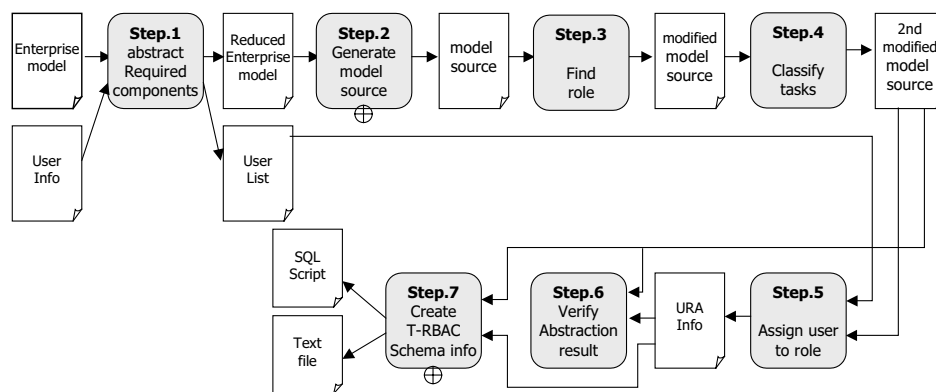 Enterprise
model
Step.1
abstract
Required
components
Reduced
Enterprise
model
Step.2
Generate
model
source
model
source
Step.3
Find
role
modified
model
source
Step.4
Classify
tasks
2nd
modified
model
source
User
Info
User
List
SQL
Script
Text
file
Step.7
Create
T-RBAC
Schema info
Step.6
Verify
Abstraction
result
URA
Info
Step.5
Assign user
to role